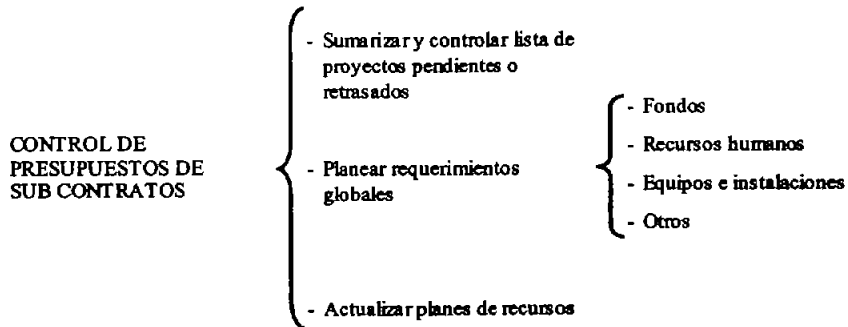 CONTROL DE
PRESUPUESTOS DE
SUB CONTRATOS
- Sumarizar y controlar lista de
proyectos pendientes o
retrasados
- Planear requerimientos
globales
- Actualizar planes de recursos
- Fondos
- Recursos humanos
- Equipos e instalaciones
- Otros